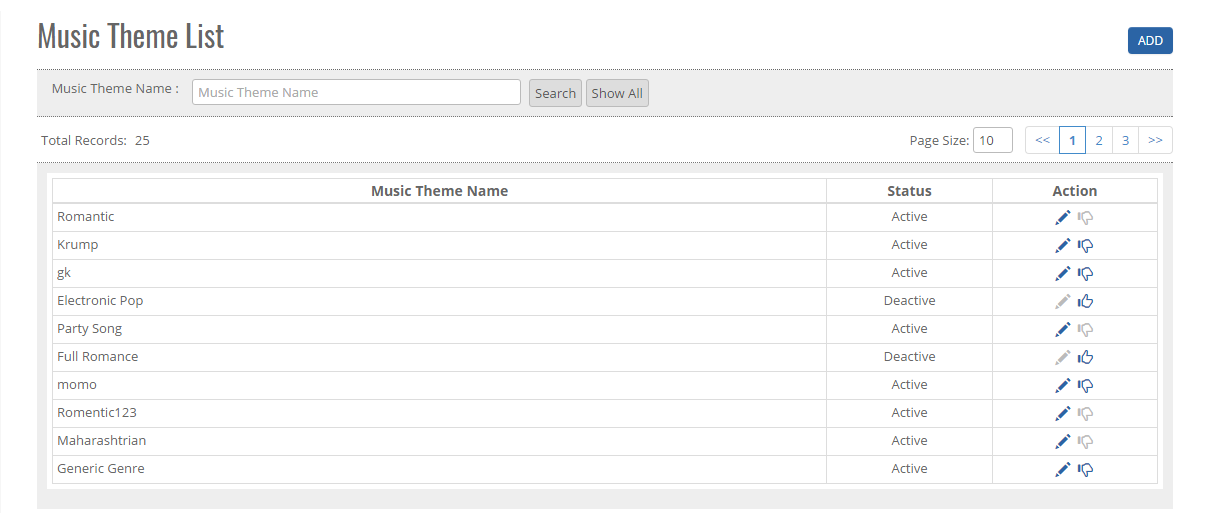 Music Theme List
ADD
Music Theme Name : Music Theme Name Search Show All
Total Records: 25 Page Size: 10 << 1 2 3 >>
Music Theme Name Status Action
Romantic Active
Krump Active
gk Active
Electronic Pop Deactive
Party Song Active
Full Romance Deactive
momo Active
Romentic123 Active
Maharashtrian Active
Generic Genre Active